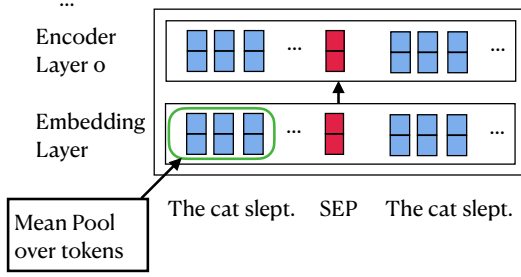 ...
Encoder
Layer 0
...
...
Embedding
Layer
...
...
The cat slept. SEP The cat slept.
Mean Pool
over tokens